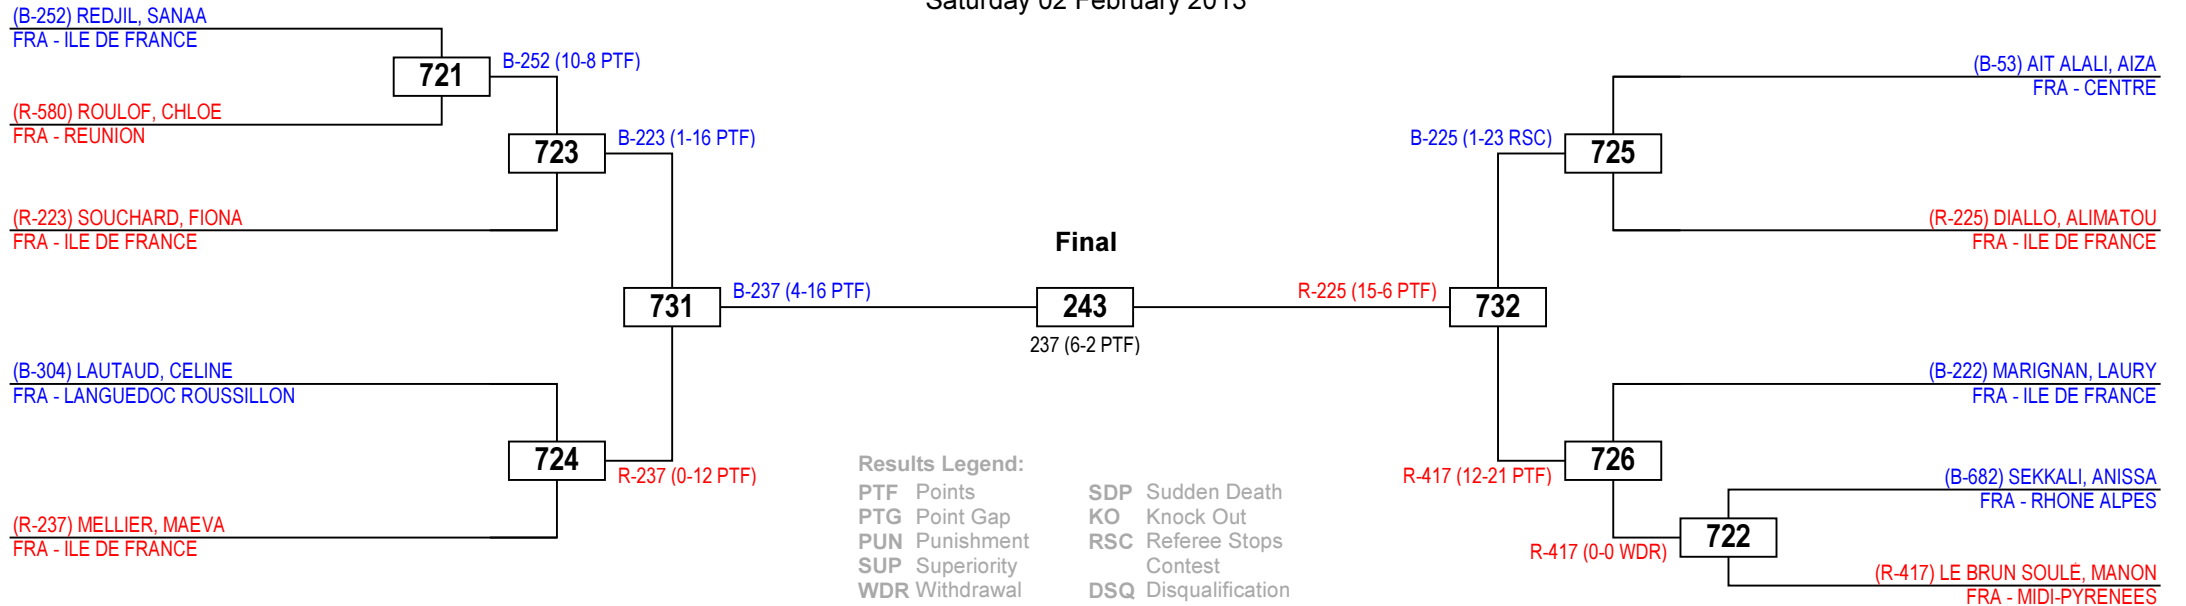 Saturday 02 February 2013
(B-252) REDJIL, SANAA
FRA - ILE DE FRANCE
721
B-252 (10-8 PTF)
(R-580) ROULOF, CHLOE
FRA - REUNION
723
B-223 (1-16 PTF)
(R-223) SOUCHARD, FIONA
FRA - ILE DE FRANCE
731
B-237 (4-16 PTF)
(B-304) LAUTAUD, CELINE
FRA - LANGUEDOC ROUSSILLON
724
R-237 (0-12 PTF)
(R-237) MELLIER, MAEVA
FRA - ILE DE FRANCE
Final
243
237 (6-2 PTF)
(B-53) AIT ALALI, AIZA
FRA - CENTRE
B-225 (1-23 RSC)
725
(R-225) DIALLO, ALIMATOU
FRA - ILE DE FRANCE
R-225 (15-6 PTF)
732
(B-222) MARIGNAN, LAURY
FRA - ILE DE FRANCE
726
R-417 (12-21 PTF)
(B-682) SEKKALI, ANISSA
FRA - RHONE ALPES
722
R-417 (0-0 WDR)
(R-417) LE BRUN SOULÉ, MANON
FRA - MIDI-PYRENEES
Results Legend:
PTF Points
PTG Point Gap
PUN Punishment
SUP Superiority
WDR Withdrawal
SDP Sudden Death
KO Knock Out
RSC Referee Stops
Contest
DSQ Disqualification